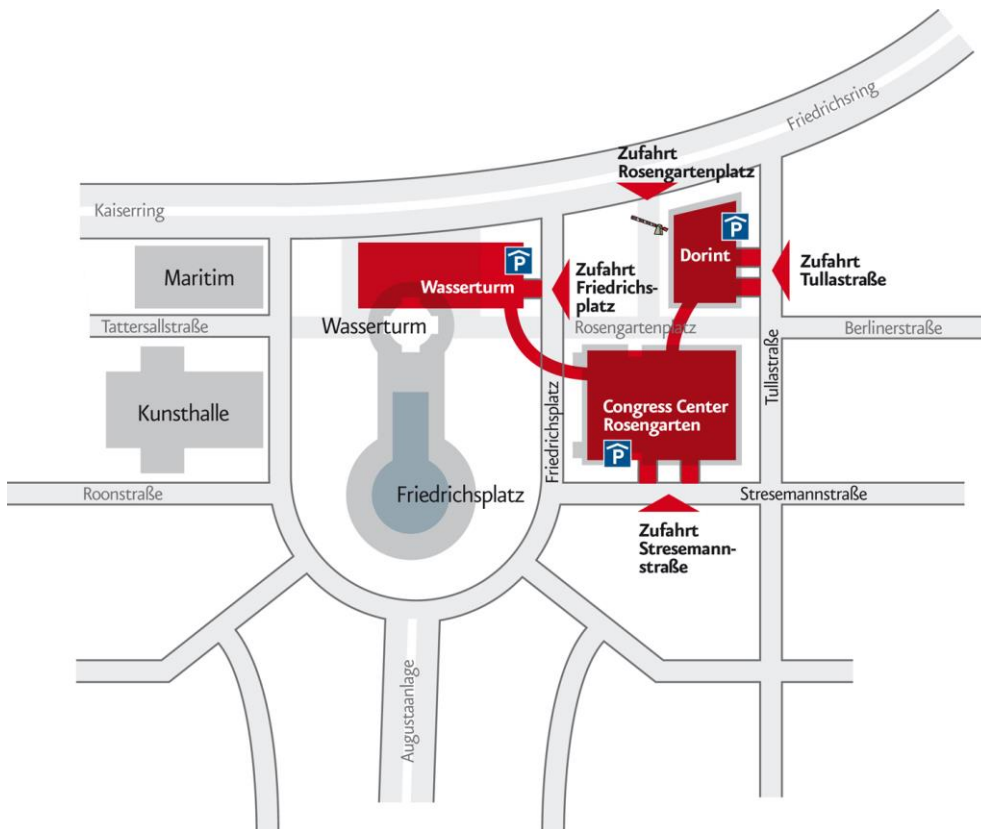 Friedrichsring
Zufahrt
Rosengartenplatz
Kaiserring
P
Maritim
Dorint
Zufahrt
Tullastraße
P
Wasserturm
Zufahrt
Friedrichs-
platz
Tattersallstraße
Wasserturm
Rosengartenplatz
Berlinerstraße
Tullastraße
Kunsthalle
Friedrichsplatz
Congress Center
Rosengarten
P
Roonstraße
Friedrichsplatz
Stresemannstraße
Zufahrt
Stresemann-
straße
Augustaanlage